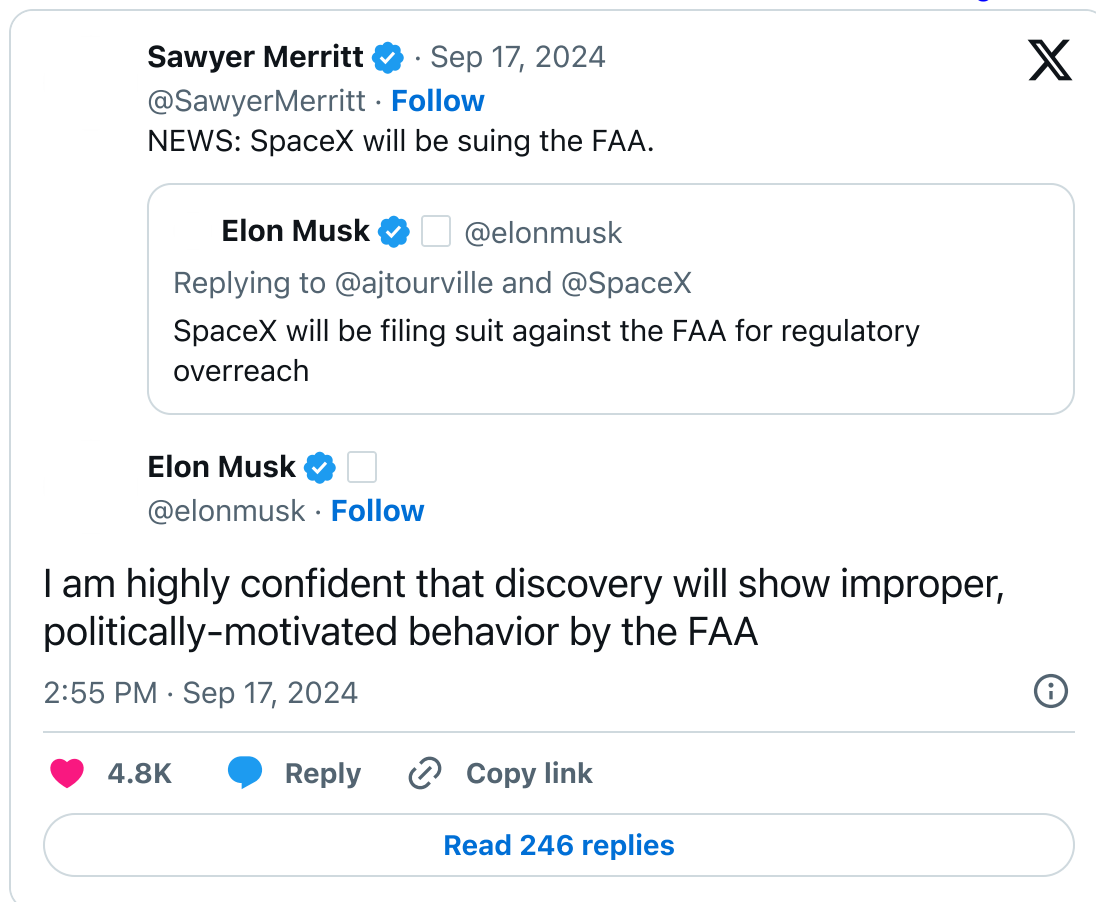 Sawyer Merritt · Sep 17, 2024
@SawyerMerritt · Follow
NEWS: SpaceX will be suing the FAA.
Elon Musk @elonmusk
Replying to @ajtourville and @SpaceX
SpaceX will be filing suit against the FAA for regulatory
overreach
Elon Musk
@elonmusk · Follow
I am highly confident that discovery will show improper,
politically-motivated behavior by the FAA
2:55 PM · Sep 17, 2024
4.8K Reply Copy link
Read 246 replies